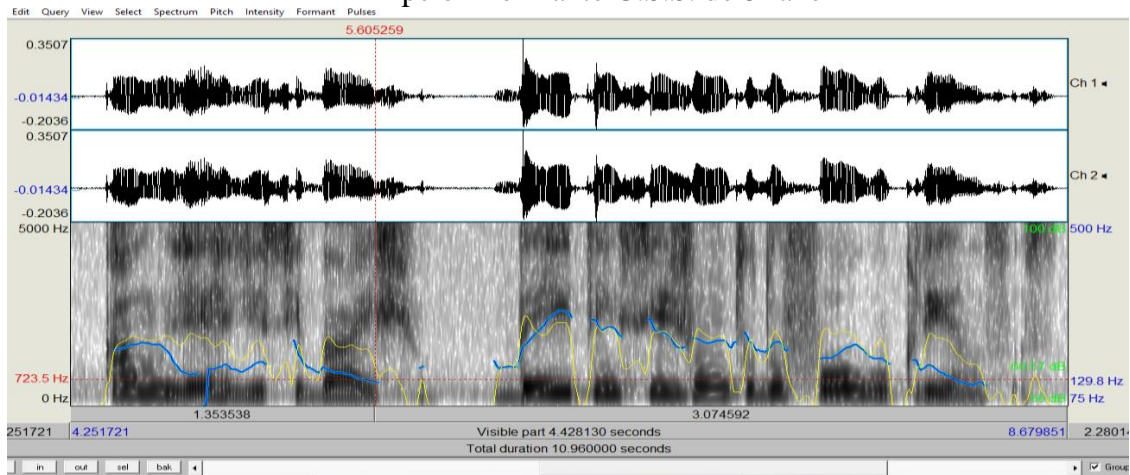 Edit Query View Select Spectrum Pitch Intensity Formant Pulses
5.605259
0.3507
-0.01434
-0.2036
Ch 1
0.3507
-0.01434
-0.2036
Ch 2
5000 Hz
100 dB 500 Hz
723.5 Hz
129.8 Hz
0 Hz
75 Hz
1.353538 3.074592
251721 4.251721 Visible part 4.428130 seconds 8.679851 2.28014
Total duration 10.960000 seconds
in out sel bak Group